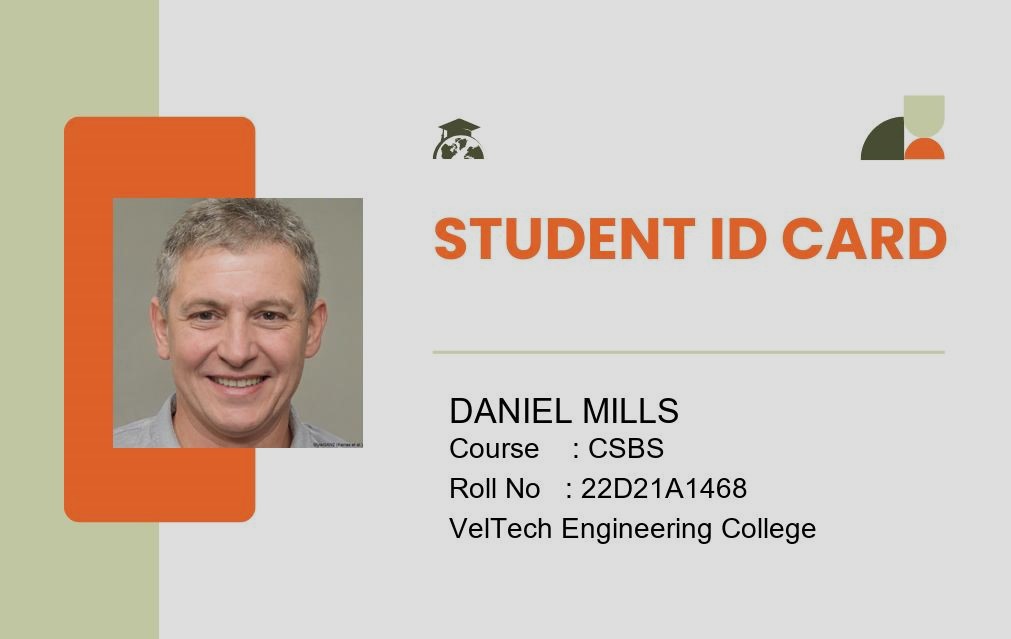 STUDENT ID CARD
DANIEL MILLS
Course : CSBS
Roll No : 22D21A1468
VelTech Engineering College
StyleGAN2 (Karras et al.)